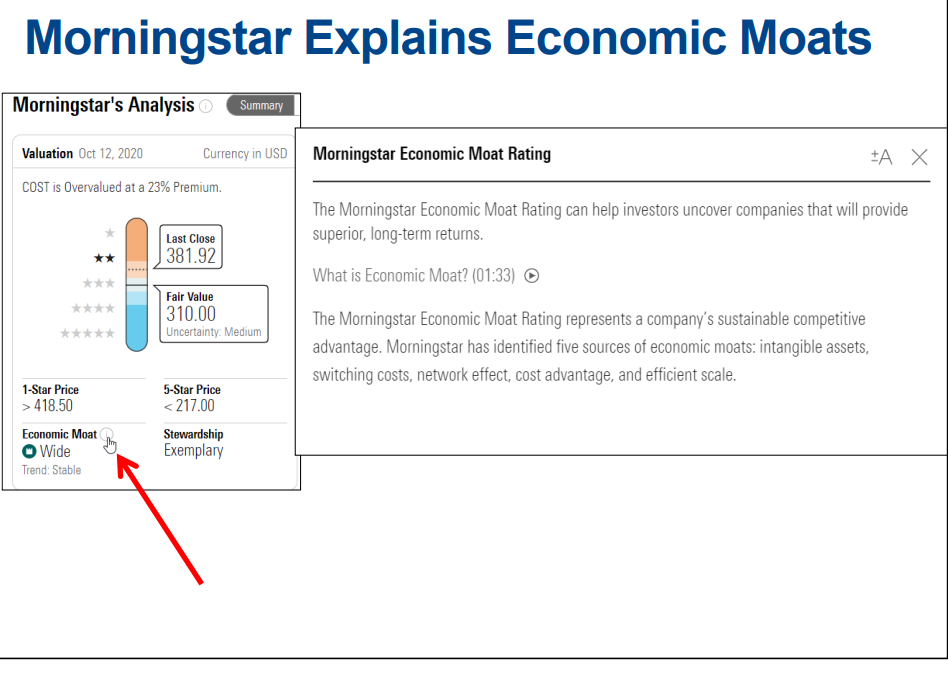 Morningstar Explains Economic Moats
Morningstar's Analysis
Summary
Valuation Oct 12, 2020
Currency in USD
COST is Overvalued at a 23% Premium.
★
★★
★★★
★★★★
★★★★★
Last Close
381.92
Fair Value
310.00
Uncertainty: Medium
1-Star Price
> 418.50
5-Star Price
< 217.00
Economic Moat
Wide
Trend: Stable
Stewardship
Exemplary
Morningstar Economic Moat Rating
±A
The Morningstar Economic Moat Rating can help investors uncover companies that will provide
superior, long-term returns.
What is Economic Moat? (01:33)
The Morningstar Economic Moat Rating represents a company's sustainable competitive
advantage. Morningstar has identified five sources of economic moats: intangible assets,
switching costs, network effect, cost advantage, and efficient scale.